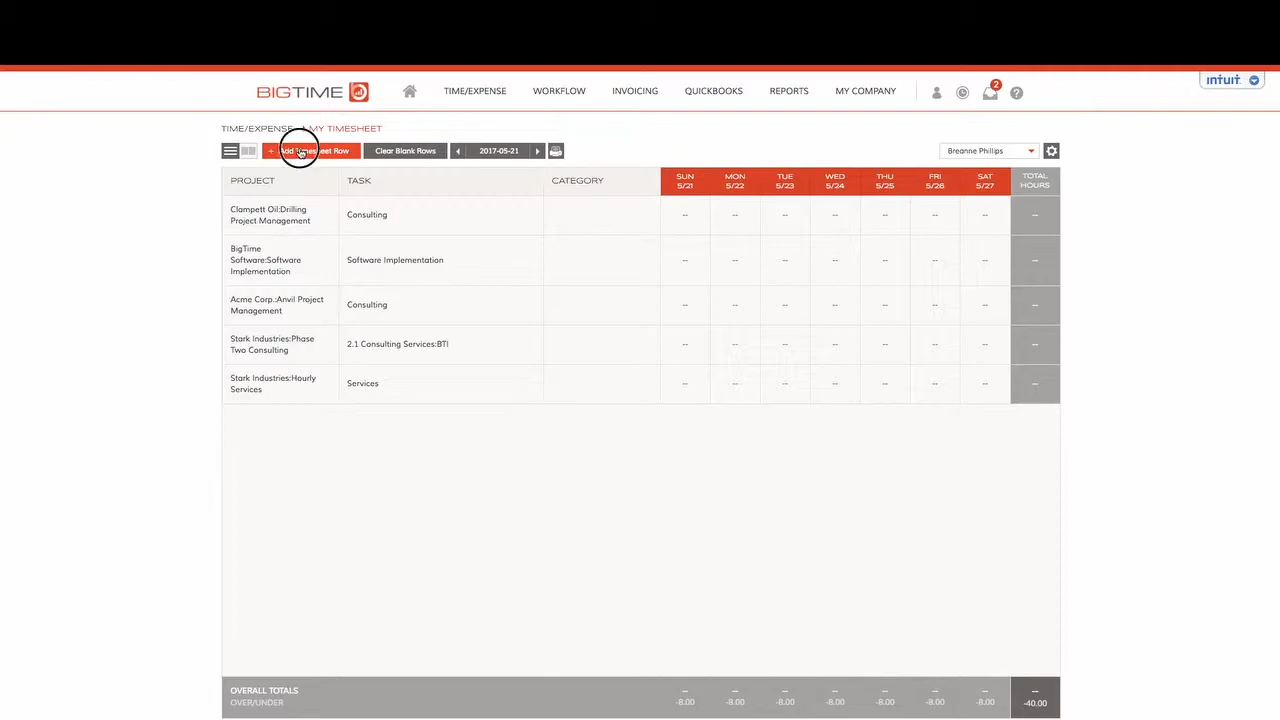 intuit.
BIGTIME
TIME/EXPENSE
WORKFLOW
INVOICING
QUICKBOOKS
REPORTS
MY COMPANY
2
?
TIME/EXPENSE MY TIMESHEET
+ Add Timesheet Row
Clear Blank Rows
2017-05-21
Breanne Phillips
PROJECT TASK CATEGORY SUN MON TUE WED THU FRI SAT TOTAL
5/21 5/22 5/23 5/24 5/25 5/26 5/27 HOURS
Clampett Oil:Drilling
Project Management
Consulting
-- -- -- -- -- -- -- --
BigTime
Software:Software
Implementation
Software Implementation
-- -- -- -- -- -- -- --
Acme Corp.:Anvil Project
Management
Consulting
-- -- -- -- -- -- -- --
Stark Industries:Phase
Two Consulting
2.1 Consulting Services:BTI
-- -- -- -- -- -- -- --
Stark Industries:Hourly
Services
Services
-- -- -- -- -- -- -- --
OVERALL TOTALS -- -- -- -- -- -- -- --
OVER/UNDER -8.00 -8.00 -8.00 -8.00 -8.00 -8.00 -8.00 -40.00